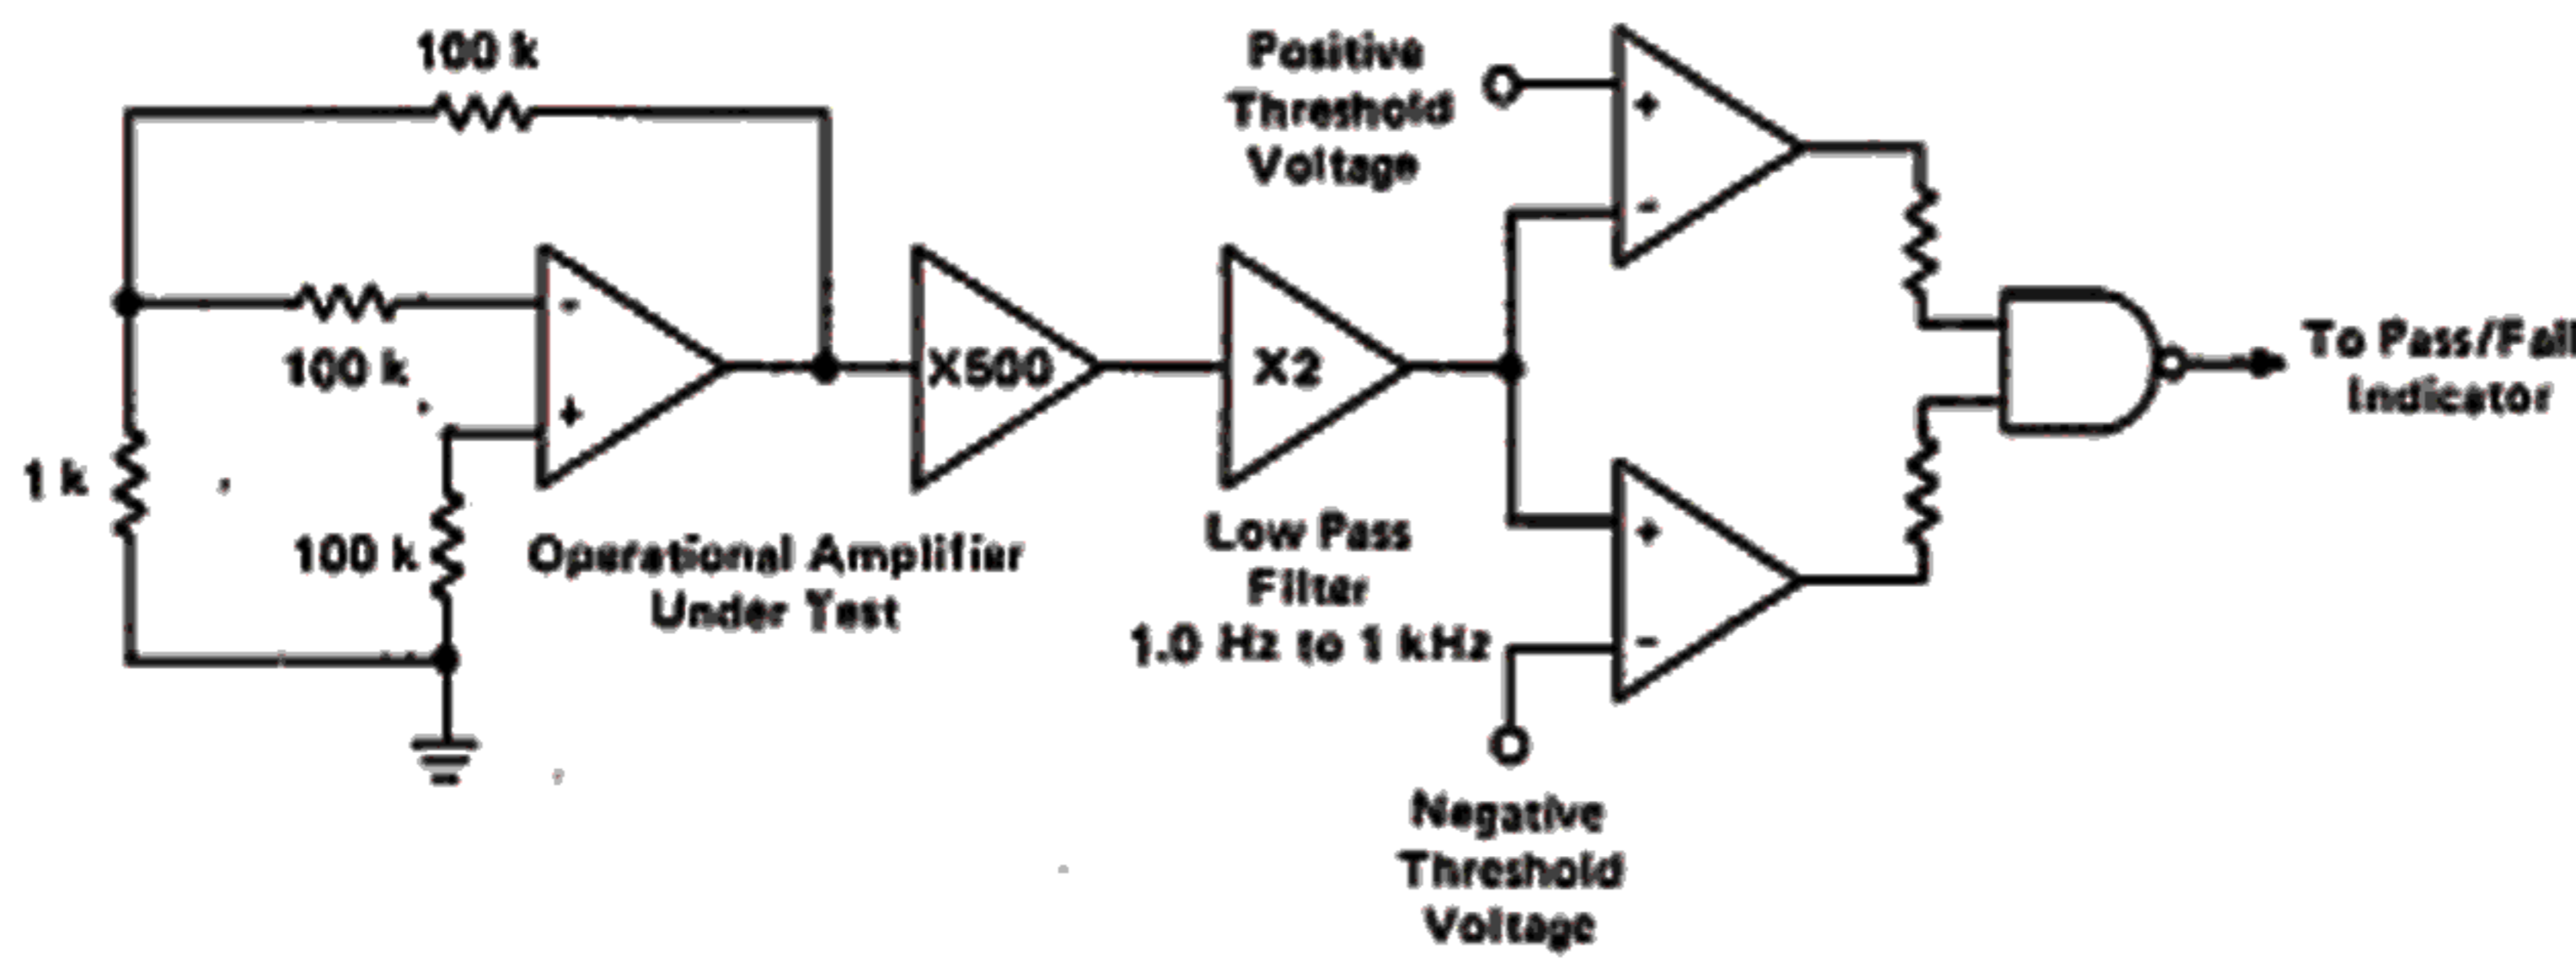 100 k
Positive
Threshold
Voltage
+
-
-
100 k
+
X500
X2
To Pass/Fail
Indicator
1 k
100 k
Operational Amplifier
Under Test
Low Pass
Filter
1.0 Hz to 1 kHz
+
-
Negative
Threshold
Voltage